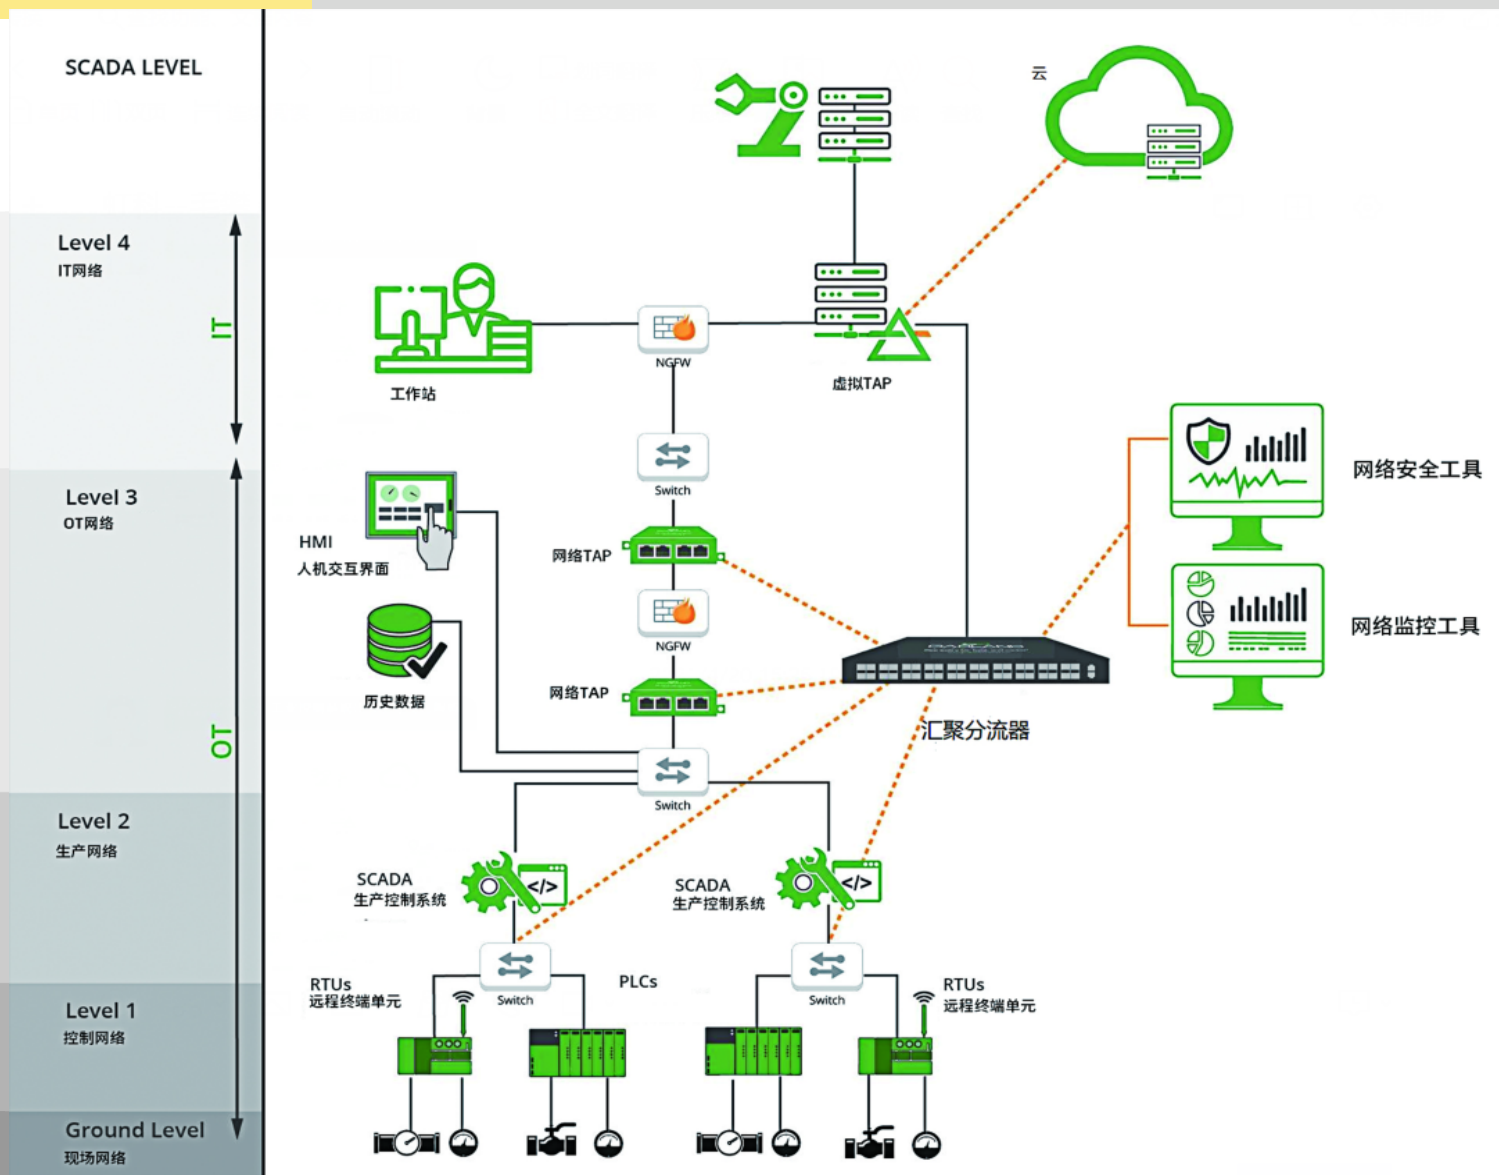 SCADA LEVEL
云
Level 4
IT网络
IT
NGFW
虚拟TAP
工作站
Switch
网络安全工具
Level 3
OT网络
HMI
人机交互界面
网络TAP
NGFW
网络监控工具
历史数据
网络TAP
汇聚分流器
OT
Switch
Level 2
生产网络
SCADA
生产控制系统
</>
SCADA
生产控制系统
</>
RTUs
远程终端单元
Switch
PLCs
Switch
RTUs
远程终端单元
Level 1
控制网络
Ground Level
现场网络